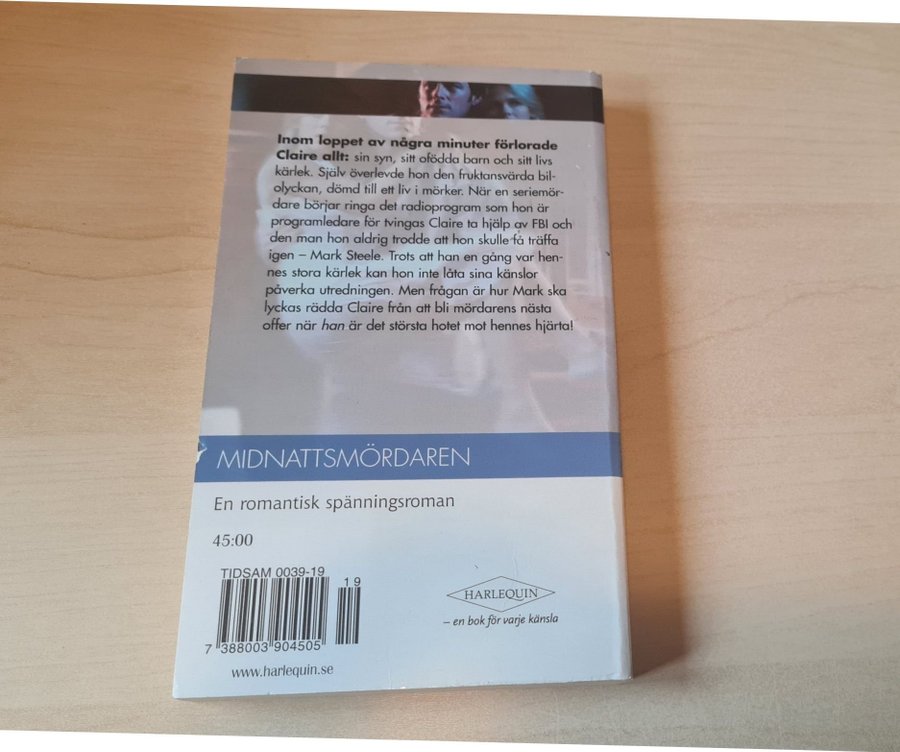 Inom loppet av några minuter förlorade
Claire allt: sin syn, sitt ofödda barn och sitt livs
kärlek. Själv överlevde hon den fruktansvärda bil-
olyckan, dömd till ett liv i mörker. När en seriemör-
dare börjar ringa det radioprogram som hon är
programledare för tvingas Claire ta hjälp av FBI och
den man hon aldrig trodde att hon skulle få träffa
igen – Mark Steele. Trots att han en gång var hen-
nes stora kärlek kan hon inte låta sina känslor
påverka utredningen. Men frågan är hur Mark ska
lyckas rädda Claire från att bli mördarens nästa
offer när han är det största hotet mot hennes hjärta!
MIDNATTSMÖRDAREN
En romantisk spänningsroman
45:00
TIDSAM 0039-19
19
7 388003 904505
www.harlequin.se
HARLEQUIN
– en bok för varje känsla